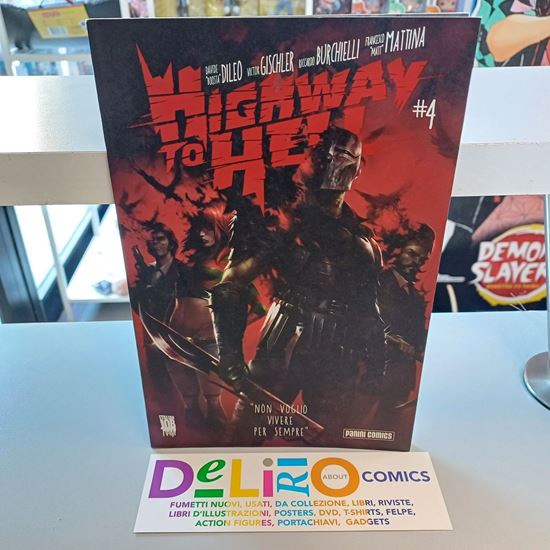 DAVIDE "BOOSTA" DILEO VICTOR GISCHLER RICCARDO BURCHIELLI FRANCESCO "MATT" MATTINA
HIGHWAY
TO HELL
#4
DEMON
SLAYER
"NON VOGLIO
VIVERE
PER SEMPRE"
PANINI COMICS
DeLiRiO ABOUT COMICS
FUMETTI NUOVI, USATI, DA COLLEZIONE, LIBRI, RIVISTE,
LIBRI D'ILLUSTRAZIONI, POSTERS, DVD, T-SHIRTS, FELPE,
ACTION FIGURES, PORTACHIAVI, GADGETS